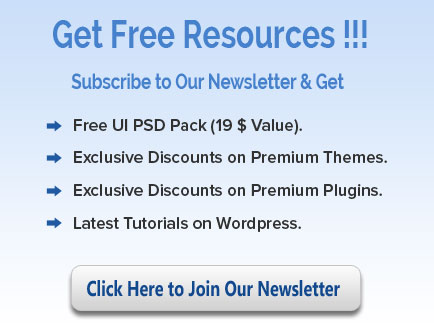 Get Free Resources !!!
Subscribe to Our Newsletter & Get
Free UI PSD Pack (19 $ Value).
Exclusive Discounts on Premium Themes.
Exclusive Discounts on Premium Plugins.
Latest Tutorials on Wordpress.
Click Here to Join Our Newsletter